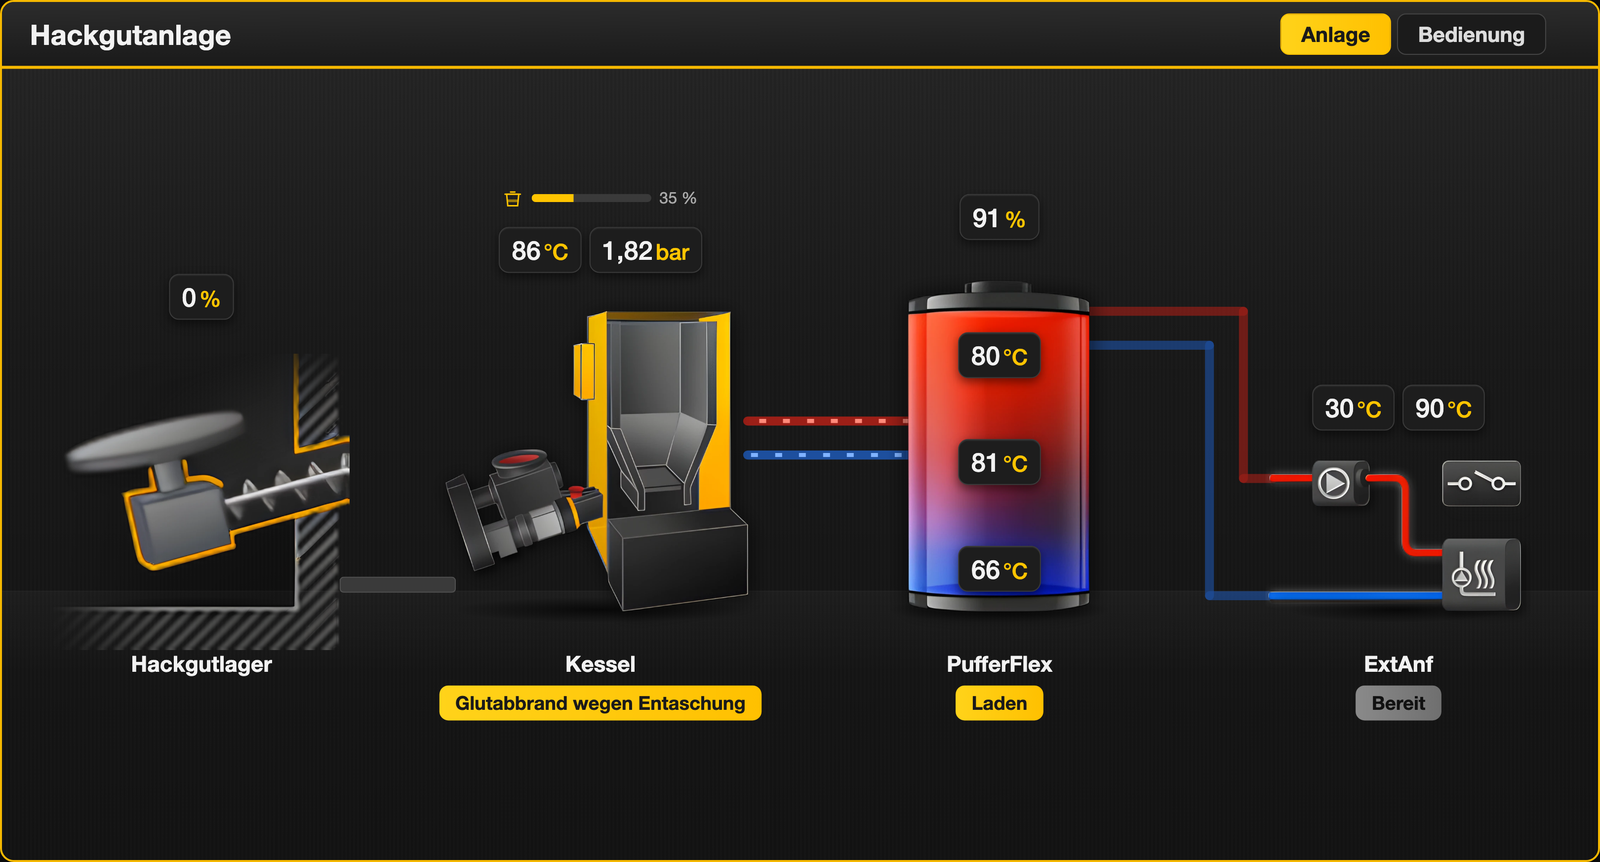 Hackgutanlage
Anlage
Bedienung
35 %
86 °C
1,82 bar
91 %
0 %
80 °C
81 °C
66 °C
30 °C
90 °C
Hackgutlager
Kessel
Glutabbrand wegen Entaschung
PufferFlex
Laden
ExtAnf
Bereit